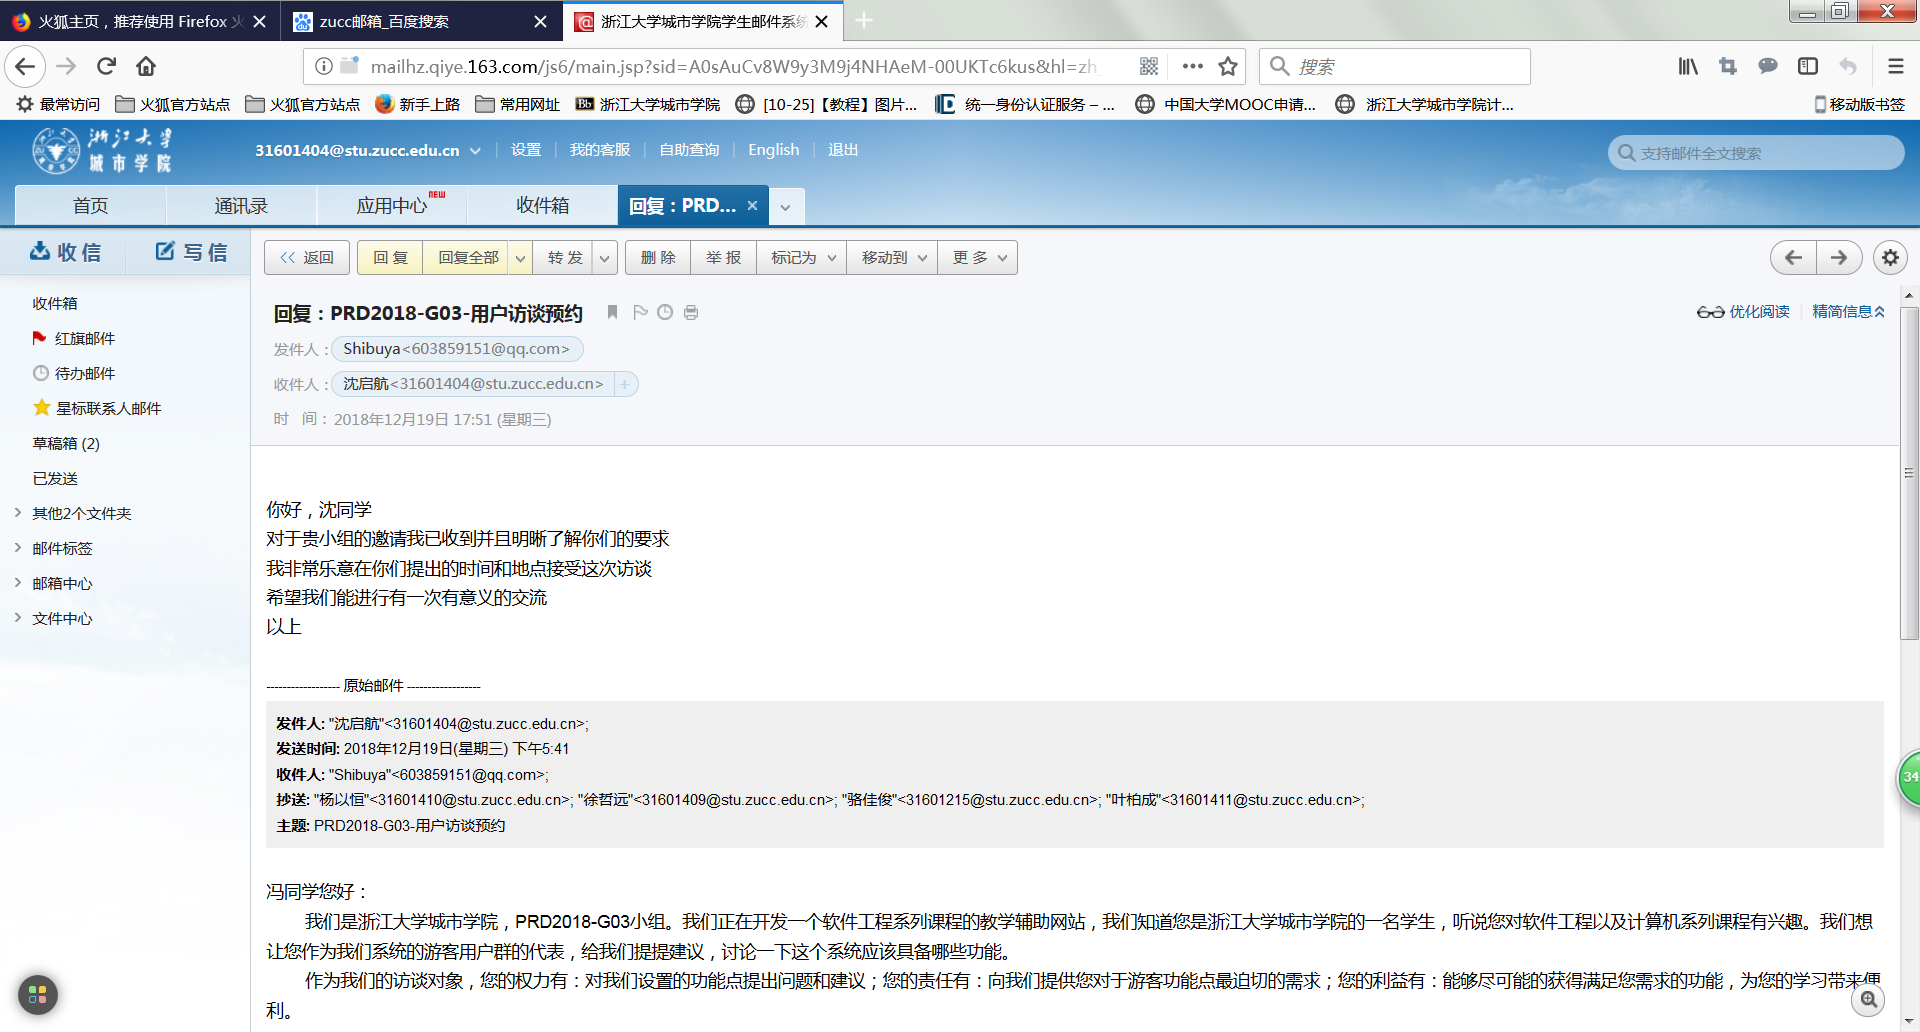 火狐主页，推荐使用 Firefox 火
zucc邮箱_百度搜索
浙江大学城市学院学生邮件系统
mailhz.qiye.163.com/js6/main.jsp?sid=A0sAuCv8W9y3M9j4NHAeM-00UKTc6kus&hl=zh_
搜索
最常访问 火狐官方站点 火狐官方站点 新手上路 常用网址 Bb 浙江大学城市学院 [10-25]【教程】图片... 统一身份认证服务 – ... 中国大学MOOC申请... 浙江大学城市学院计... 移动版书签
浙江大学
城市学院
31601404@stu.zucc.edu.cn 设置 我的客服 自助查询 English 退出
支持邮件全文搜索
首页 通讯录 应用中心 NEW 收件箱 回复：PRD...
收信 写信
<< 返回 回 复 回复全部 转 发 删 除 举 报 标记为 移动到 更 多
收件箱
红旗邮件
待办邮件
星标联系人邮件
草稿箱 (2)
已发送
其他2个文件夹
邮件标签
邮箱中心
文件中心
回复：PRD2018-G03-用户访谈预约
优化阅读 精简信息
发件人： Shibuya<603859151@qq.com>
收件人： 沈启航<31601404@stu.zucc.edu.cn> +
时 间： 2018年12月19日 17:51 (星期三)
你好，沈同学
对于贵小组的邀请我已收到并且明晰了解你们的要求
我非常乐意在你们提出的时间和地点接受这次访谈
希望我们能进行有一次有意义的交流
以上
------------------ 原始邮件 ------------------
发件人: "沈启航"<31601404@stu.zucc.edu.cn>;
发送时间: 2018年12月19日(星期三) 下午5:41
收件人: "Shibuya"<603859151@qq.com>;
抄送: "杨以恒"<31601410@stu.zucc.edu.cn>; "徐哲远"<31601409@stu.zucc.edu.cn>; "骆佳俊"<31601215@stu.zucc.edu.cn>; "叶柏成"<31601411@stu.zucc.edu.cn>;
主题: PRD2018-G03-用户访谈预约
34
冯同学您好：
我们是浙江大学城市学院，PRD2018-G03小组。我们正在开发一个软件工程系列课程的教学辅助网站，我们知道您是浙江大学城市学院的一名学生，听说您对软件工程以及计算机系列课程有兴趣。我们想
让您作为我们系统的游客用户群的代表，给我们提提建议，讨论一下这个系统应该具备哪些功能。
作为我们的访谈对象，您的权力有：对我们设置的功能点提出问题和建议；您的责任有：向我们提供您对于游客功能点最迫切的需求；您的利益有：能够尽可能的获得满足您需求的功能，为您的学习带来便
利。